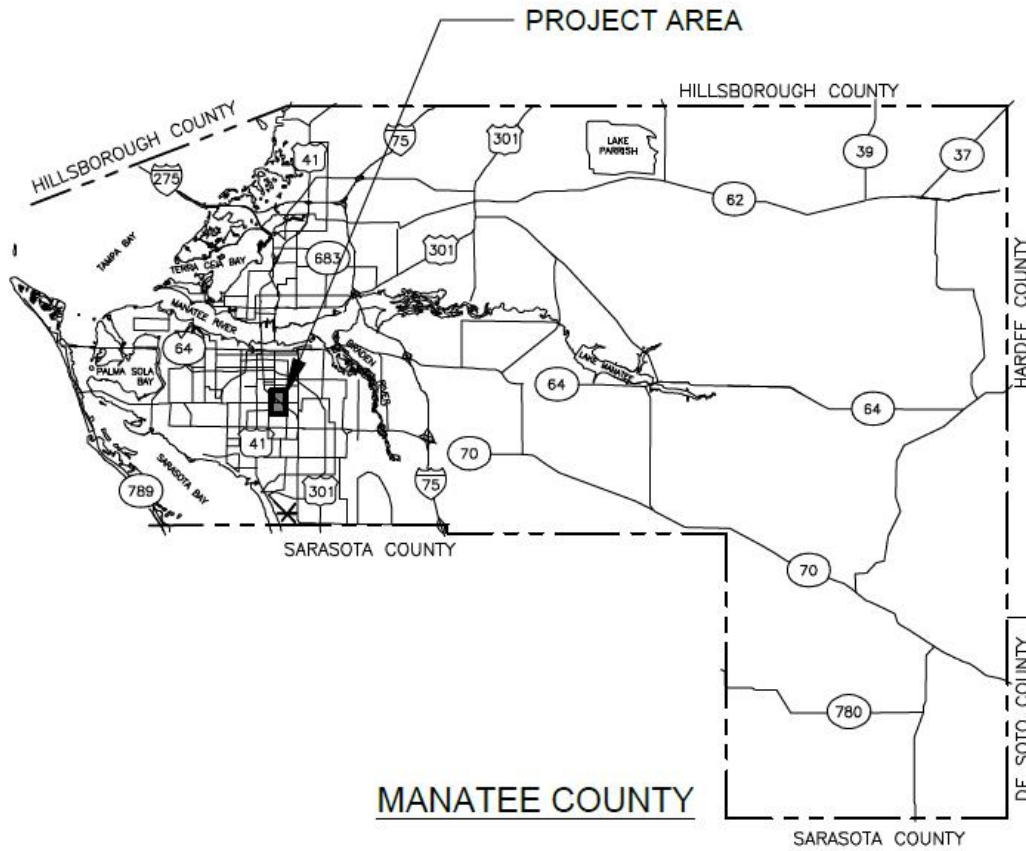 PROJECT AREA
HILLSBOROUGH COUNTY
HILLSBOROUGH COUNTY
41
75
301
LAKE
PARRISH
39
37
275
62
TAMPA BAY
TERRA CEIA BAY
683
301
HARDEE COUNTY
MANATEE RIVER
64
BRADEN
RIVER
PALMA SOLA
BAY
LAKE MANATEE
64
64
41
70
SARASOTA BAY
789
301
75
SARASOTA COUNTY
70
DE SOTO COUNTY
780
MANATEE COUNTY
SARASOTA COUNTY